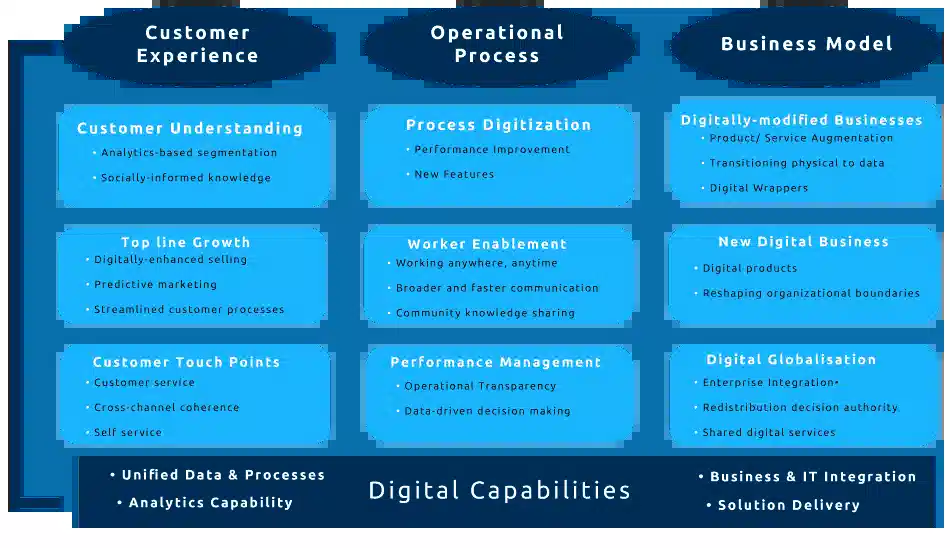 Customer
Experience
Operational
Process
Business Model
Customer Understanding
• Analytics-based segmentation
• Socially-informed knowledge
Process Digitization
• Performance Improvement
• New Features
Digitally-modified Businesses
• Product/ Service Augmentation
• Transitioning physical to data
• Digital Wrappers
Top line Growth
• Digitally-enhanced selling
• Predictive marketing
• Streamlined customer processes
Worker Enablement
• Working anywhere, anytime
• Broader and faster communication
• Community knowledge sharing
New Digital Business
• Digital products
• Reshaping organizational boundaries
Customer Touch Points
• Customer service
• Cross-channel coherence
• Self service
Performance Management
• Operational Transparency
• Data-driven decision making
Digital Globalisation
• Enterprise Integration•
• Redistribution decision authority
• Shared digital services
• Unified Data & Processes
• Analytics Capability
Digital Capabilities
• Business & IT Integration
• Solution Delivery